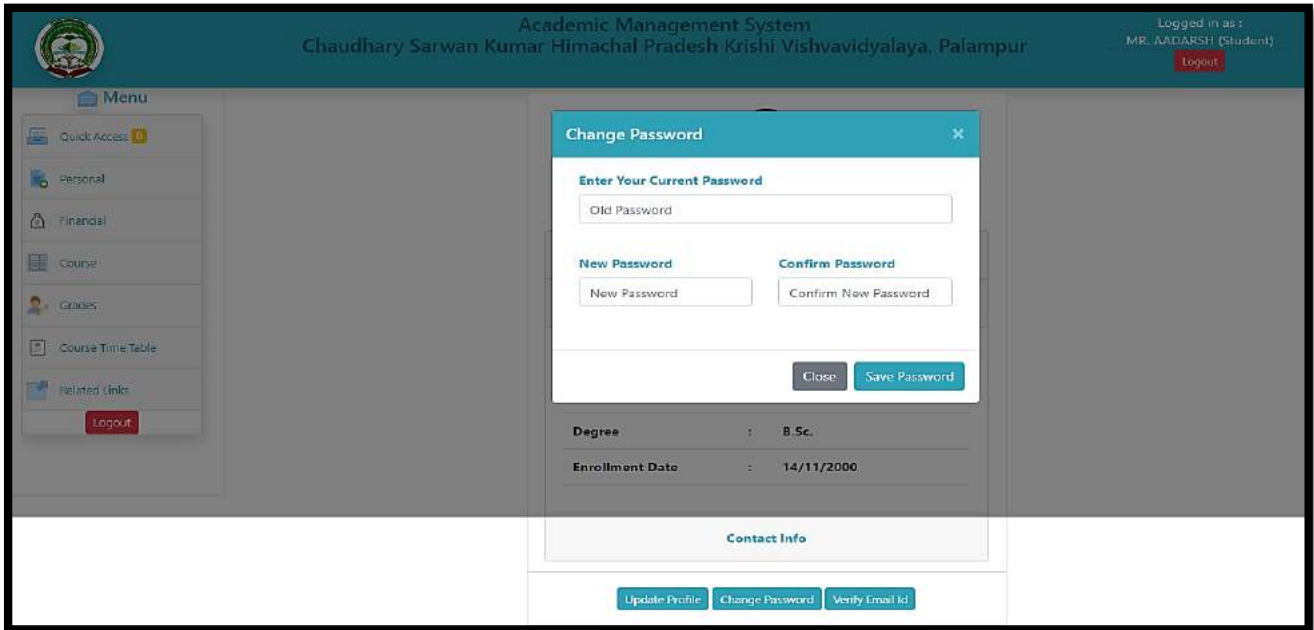 Academic Management System
Chaudhary Sarwan Kumar Himachal Pradesh Krishi Vishvavidyalaya, Palampur
Logged in as :
MR. AADARSH (Student)
Logout
Menu
Quick Access 0
Personal
Financial
Course
Grades
Course Time Table
Related Links
Logout
Change Password ×
Enter Your Current Password
Old Password
New Password Confirm Password
New Password Confirm New Password
Close Save Password
Degree : B.Sc.
Enrollment Date : 14/11/2000
Contact Info
Update Profile Change Password Verify Email Id